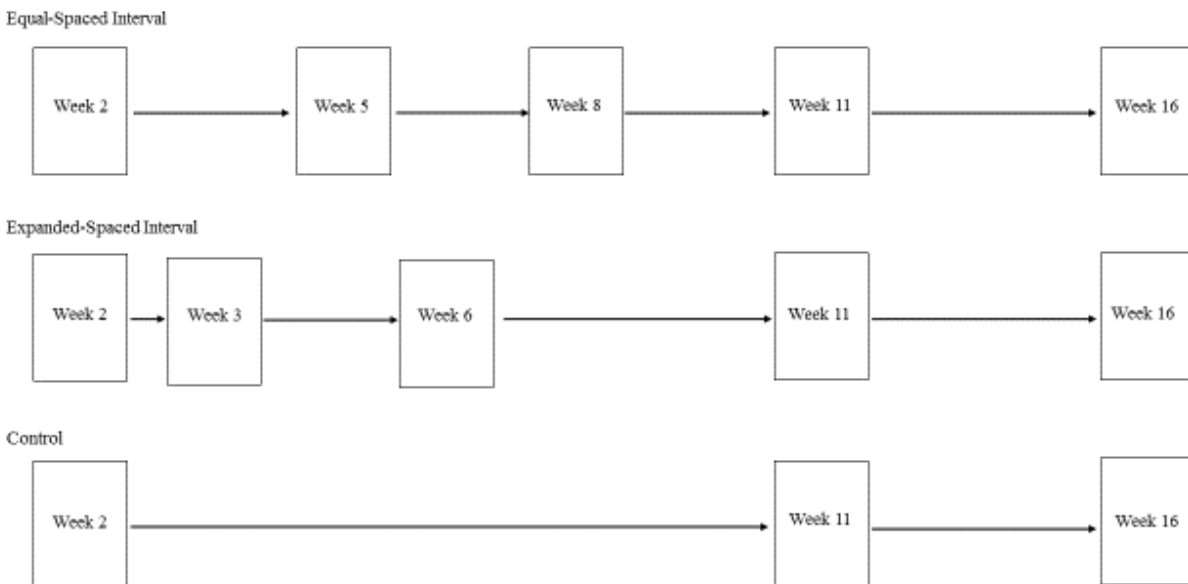 Equal-Spaced Interval
Week 2 Week 5 Week 8 Week 11 Week 16
Expanded-Spaced Interval
Week 2 Week 3 Week 6 Week 11 Week 16
Control
Week 2 Week 11 Week 16